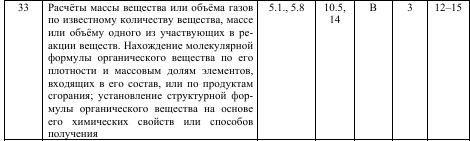 33 Расчёты массы вещества или объёма газов 5.1., 5.8 10.5, В 3 12–15
по известному количеству вещества, массе 14
или объёму одного из участвующих в ре-
акции веществ. Нахождение молекулярной
формулы органического вещества по его
плотности и массовым долям элементов,
входящих в его состав, или по продуктам
сгорания; установление структурной фор-
мулы органического вещества на основе
его химических свойств или способов
получения